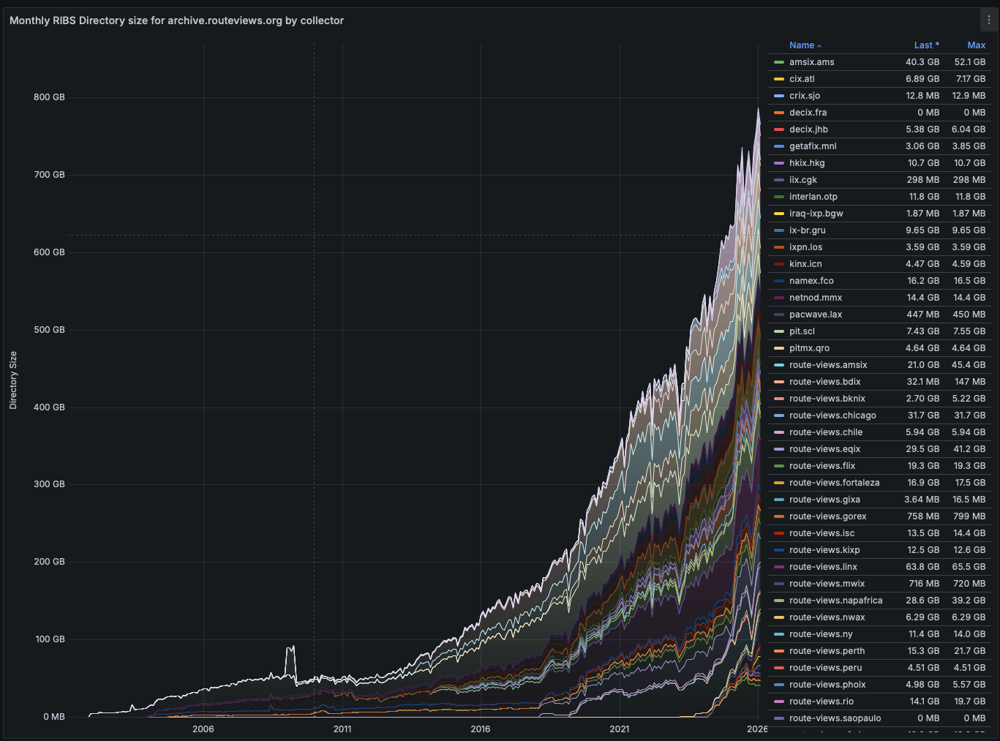 Monthly RIBS Directory size for archive.routeviews.org by collector
Name Last * Max
amsix.ams 40.3 GB 52.1 GB
cix.atl 6.89 GB 7.17 GB
crix.sjo 12.8 MB 12.9 MB
decix.fra 0 MB 0 MB
decix.jhb 5.38 GB 6.04 GB
getafix.mnl 3.06 GB 3.85 GB
hkix.hkg 10.7 GB 10.7 GB
iix.cgk 298 MB 298 MB
interlan.otp 11.8 GB 11.8 GB
iraq-ixp.bgw 1.87 MB 1.87 MB
ix-br.gru 9.65 GB 9.65 GB
ixpn.los 3.59 GB 3.59 GB
kinx.icn 4.47 GB 4.59 GB
namex.fco 16.2 GB 16.5 GB
netnod.mmx 14.4 GB 14.4 GB
pacwave.lax 447 MB 450 MB
pit.scl 7.43 GB 7.55 GB
pitmx.qro 4.64 GB 4.64 GB
route-views.amsix 21.0 GB 45.4 GB
route-views.bdix 32.1 MB 147 MB
route-views.bknix 2.70 GB 5.22 GB
route-views.chicago 31.7 GB 31.7 GB
route-views.chile 5.94 GB 5.94 GB
route-views.eqix 29.5 GB 41.2 GB
route-views.flix 19.3 GB 19.3 GB
route-views.fortaleza 16.9 GB 17.5 GB
route-views.gixa 3.64 MB 16.5 MB
route-views.gorex 758 MB 799 MB
route-views.isc 13.5 GB 14.4 GB
route-views.kixp 12.5 GB 12.6 GB
route-views.linx 63.8 GB 65.5 GB
route-views.mwix 716 MB 720 MB
route-views.napafrica 28.6 GB 39.2 GB
route-views.nwax 6.29 GB 6.29 GB
route-views.ny 11.4 GB 14.0 GB
route-views.perth 15.3 GB 21.7 GB
route-views.peru 4.51 GB 4.51 GB
route-views.phoix 4.98 GB 5.57 GB
route-views.rio 14.1 GB 19.7 GB
route-views.saopaulo 0 MB 0 MB
Directory Size
800 GB
700 GB
600 GB
500 GB
400 GB
300 GB
200 GB
100 GB
0 MB
2006 2011 2016 2021 2026